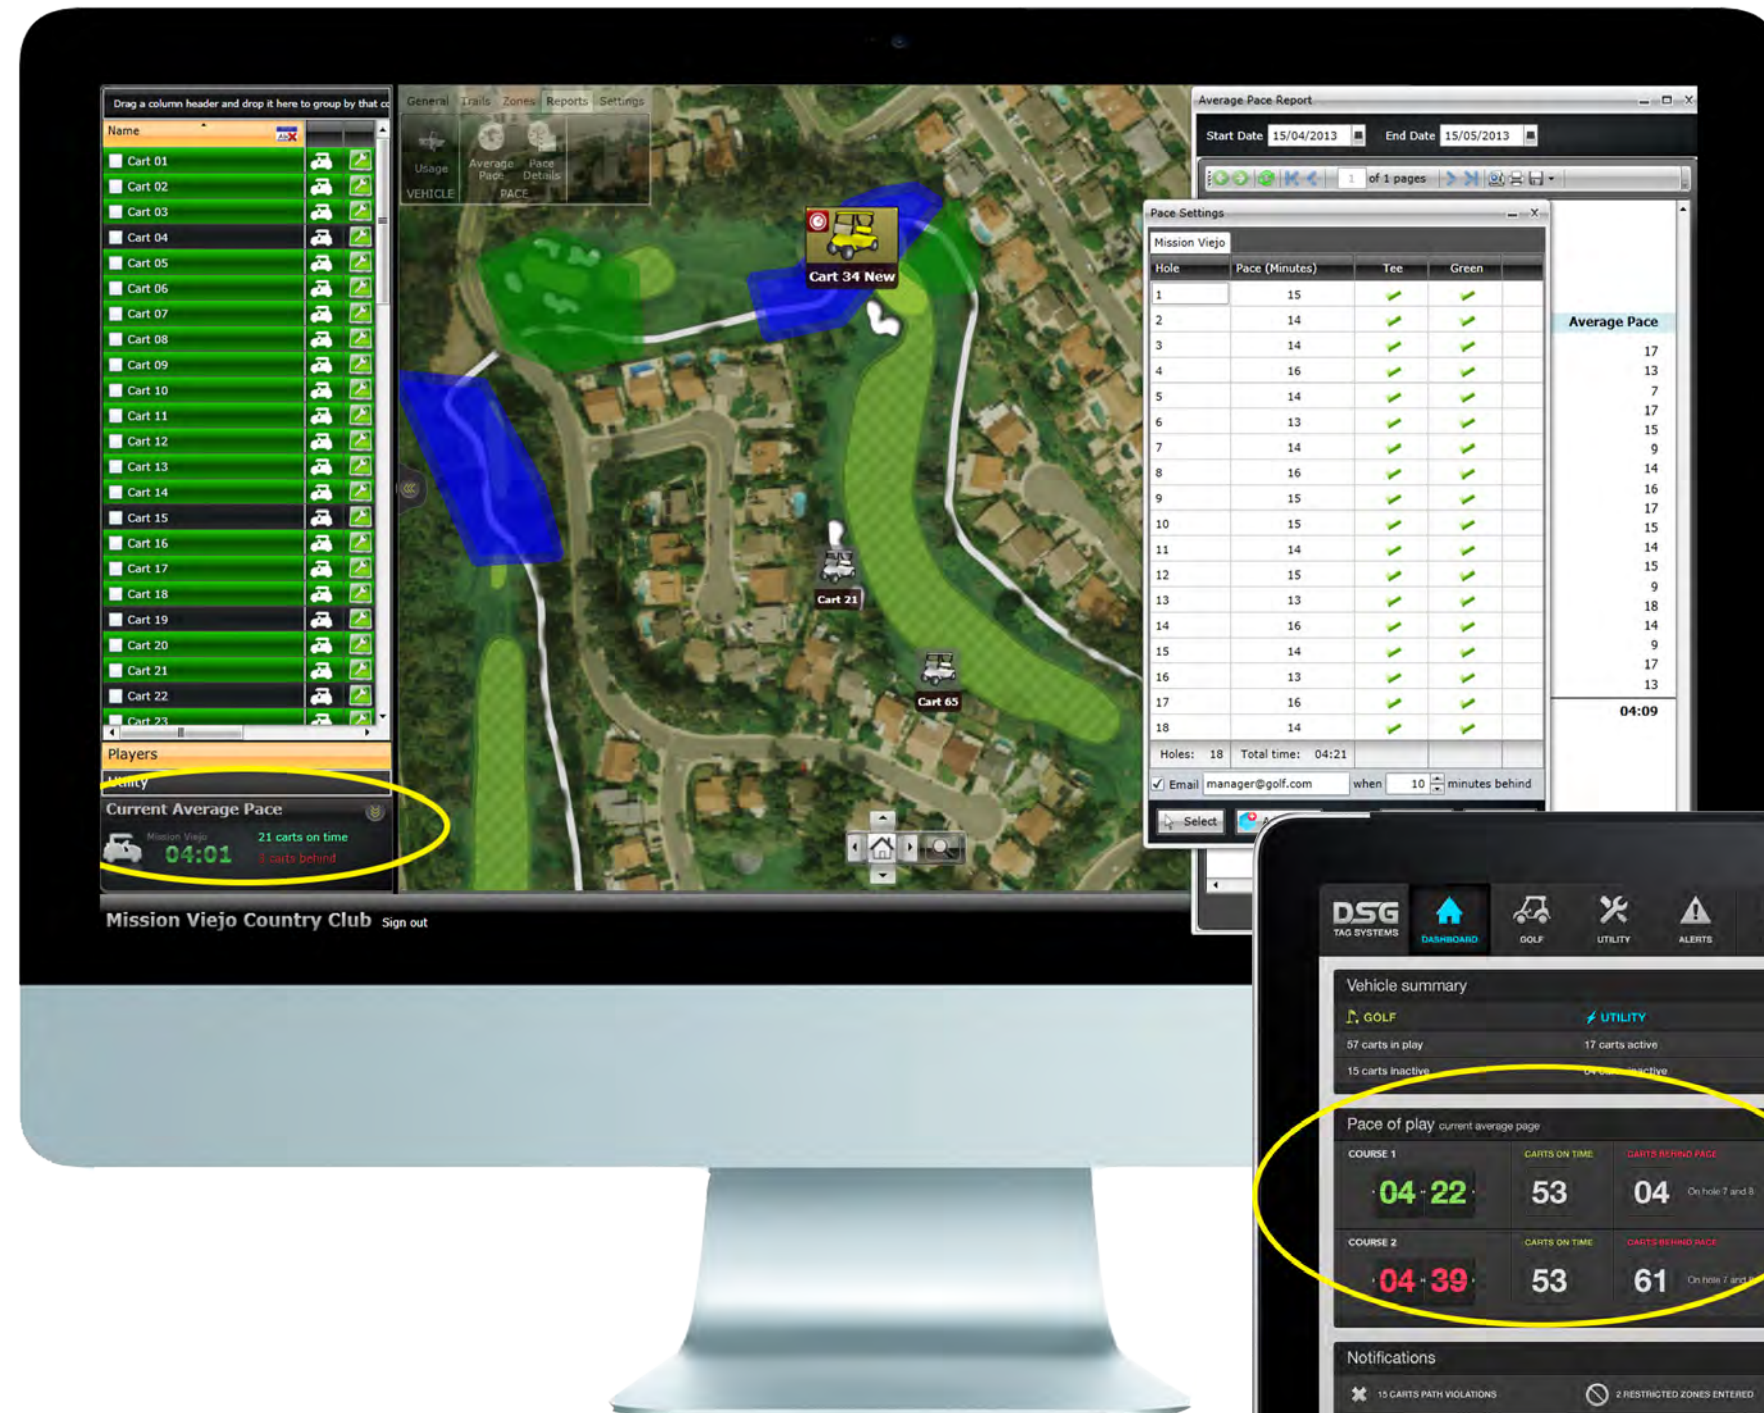 Drag a column header and drop it here to group by that co
Name
Cart 01
Cart 02
Cart 03
Cart 04
Cart 05
Cart 06
Cart 07
Cart 08
Cart 09
Cart 10
Cart 11
Cart 12
Cart 13
Cart 14
Cart 15
Cart 16
Cart 17
Cart 18
Cart 19
Cart 20
Cart 21
Cart 22
Cart 23
Players
Utility
Current Average Pace
Mission Viejo
04:01
21 carts on time
3 carts behind
Mission Viejo Country Club Sign out
General Trails Zones Reports Settings
Usage
Average Pace
Pace Details
VEHICLE PACE
Cart 34 New
Cart 21
Cart 65
Average Pace Report
Start Date 15/04/2013 End Date 15/05/2013
1 of 1 pages
Pace Settings
Mission Viejo
Hole Pace (Minutes) Tee Green
1 15
2 14
3 14
4 16
5 14
6 13
7 14
8 16
9 15
10 15
11 14
12 15
13 13
14 16
15 14
16 13
17 16
18 14
Holes: 18 Total time: 04:21
Email manager@golf.com when 10 minutes behind
Select
Average Pace
17
13
7
17
15
9
14
16
17
15
14
15
9
18
14
9
17
13
04:09
DSG
TAG SYSTEMS
DASHBOARD GOLF UTILITY ALERTS
Vehicle summary
GOLF UTILITY
57 carts in play 17 carts active
15 carts inactive 04 carts inactive
Pace of play current average page
COURSE 1 CARTS ON TIME CARTS BEHIND PAGE
04 22 53 04 On hole 7 and 8
COURSE 2 CARTS ON TIME CARTS BEHIND PAGE
04 39 53 61 On hole 7 and 8
Notifications
15 CARTS PATH VIOLATIONS 2 RESTRICTED ZONES ENTERED